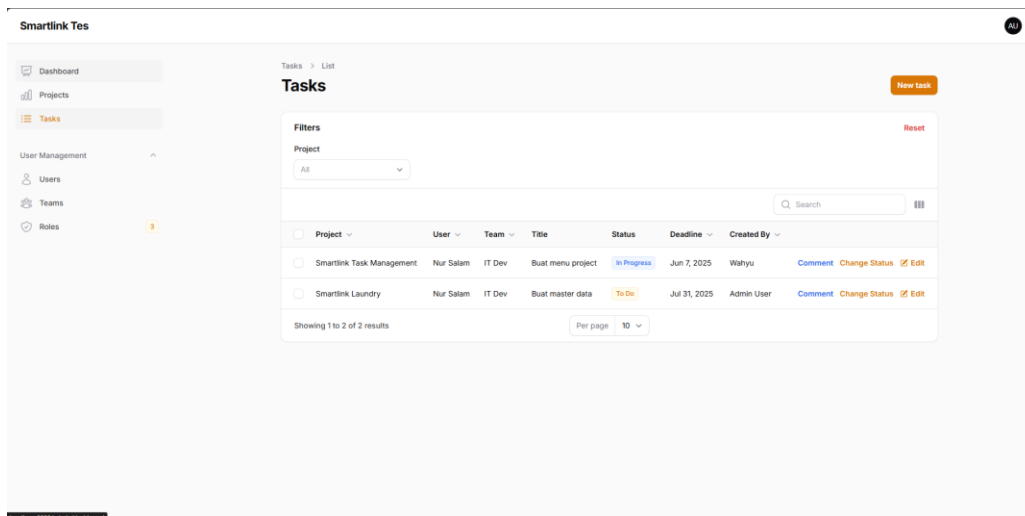 Smartlink Tes
AU
Dashboard
Projects
Tasks
User Management
Users
Teams
Roles 3
Tasks > List
Tasks
New task
Filters Reset
Project
All
Search
Project User Team Title Status Deadline Created By
Smartlink Task Management Nur Salam IT Dev Buat menu project In Progress Jun 7, 2025 Wahyu Comment Change Status Edit
Smartlink Laundry Nur Salam IT Dev Buat master data To Do Jul 31, 2025 Admin User Comment Change Status Edit
Showing 1 to 2 of 2 results Per page 10